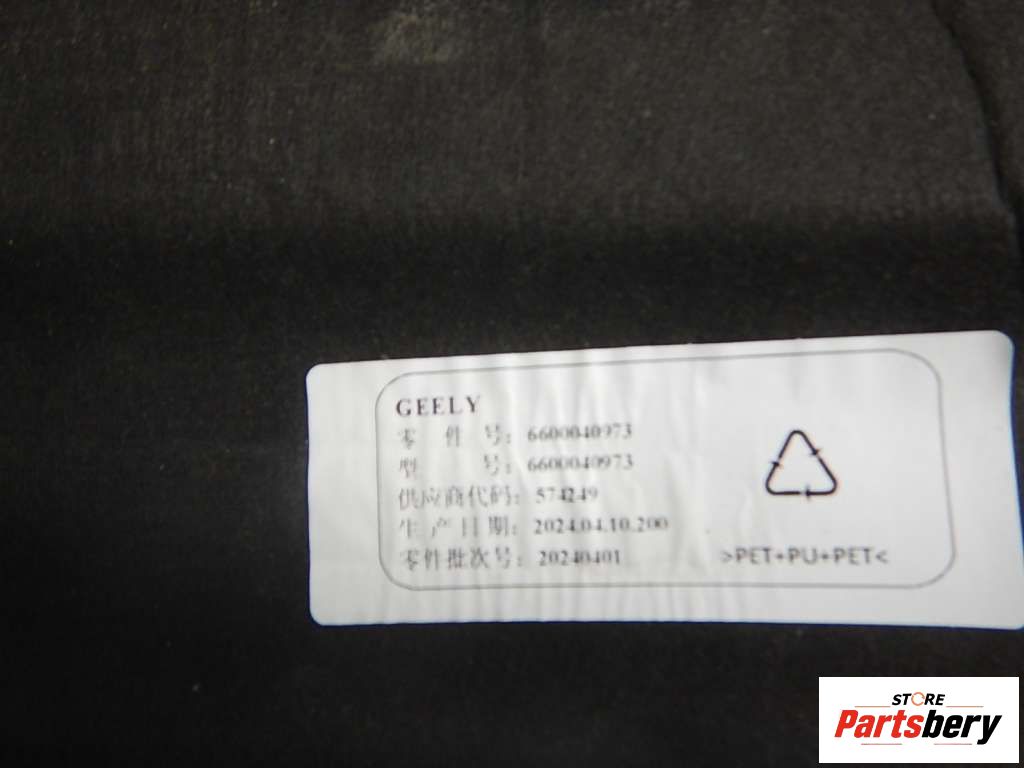 GEELY
零 件 号: 6600040973
型 号: 6600040973
供应商代码: 574249
生产日期: 2024.04.10.200
零件批次号: 20240401
>PET+PU+PET<
STORE
Partsbery